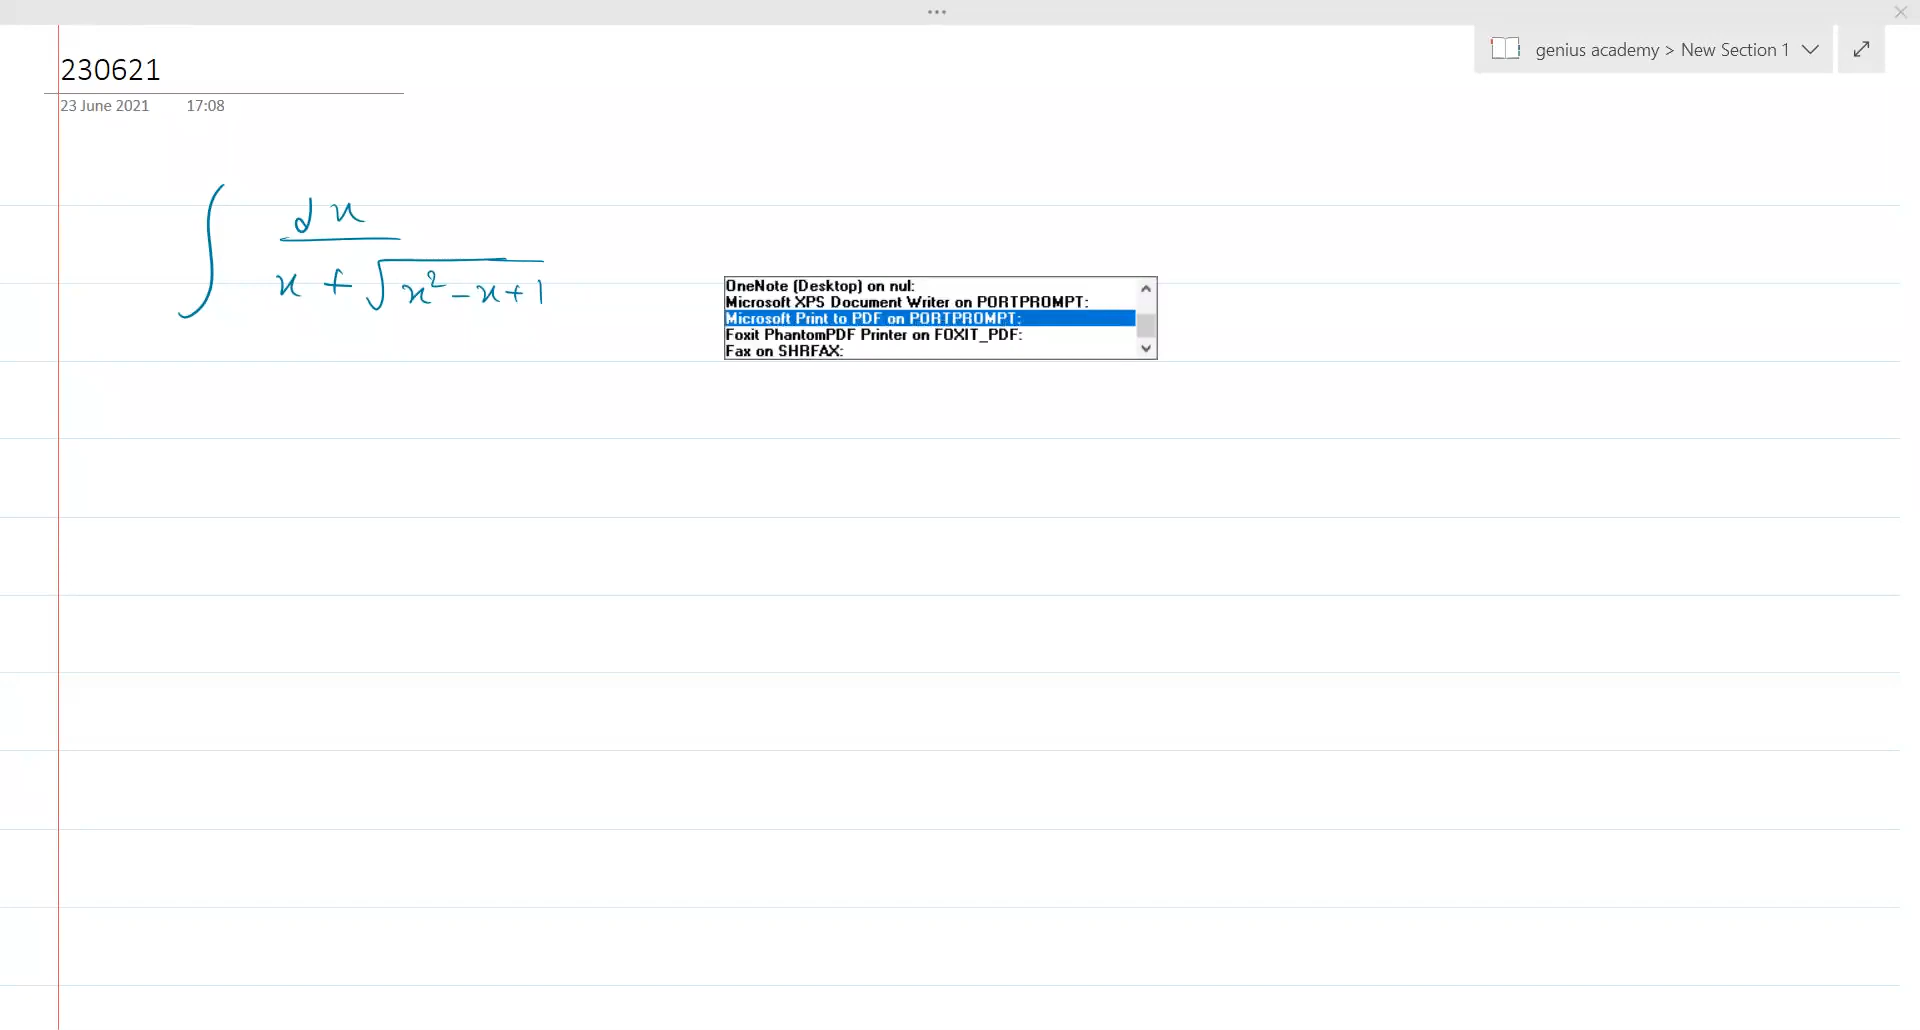 genius academy > New Section 1
230621
23 June 2021 17:08
∫ dx
x + √x² - x + 1
OneNote (Desktop) on nul:
Microsoft XPS Document Writer on PORTPROMPT:
Microsoft Print to PDF on PORTPROMPT:
Foxit PhantomPDF Printer on FOXIT_PDF:
Fax on SHRFAX: